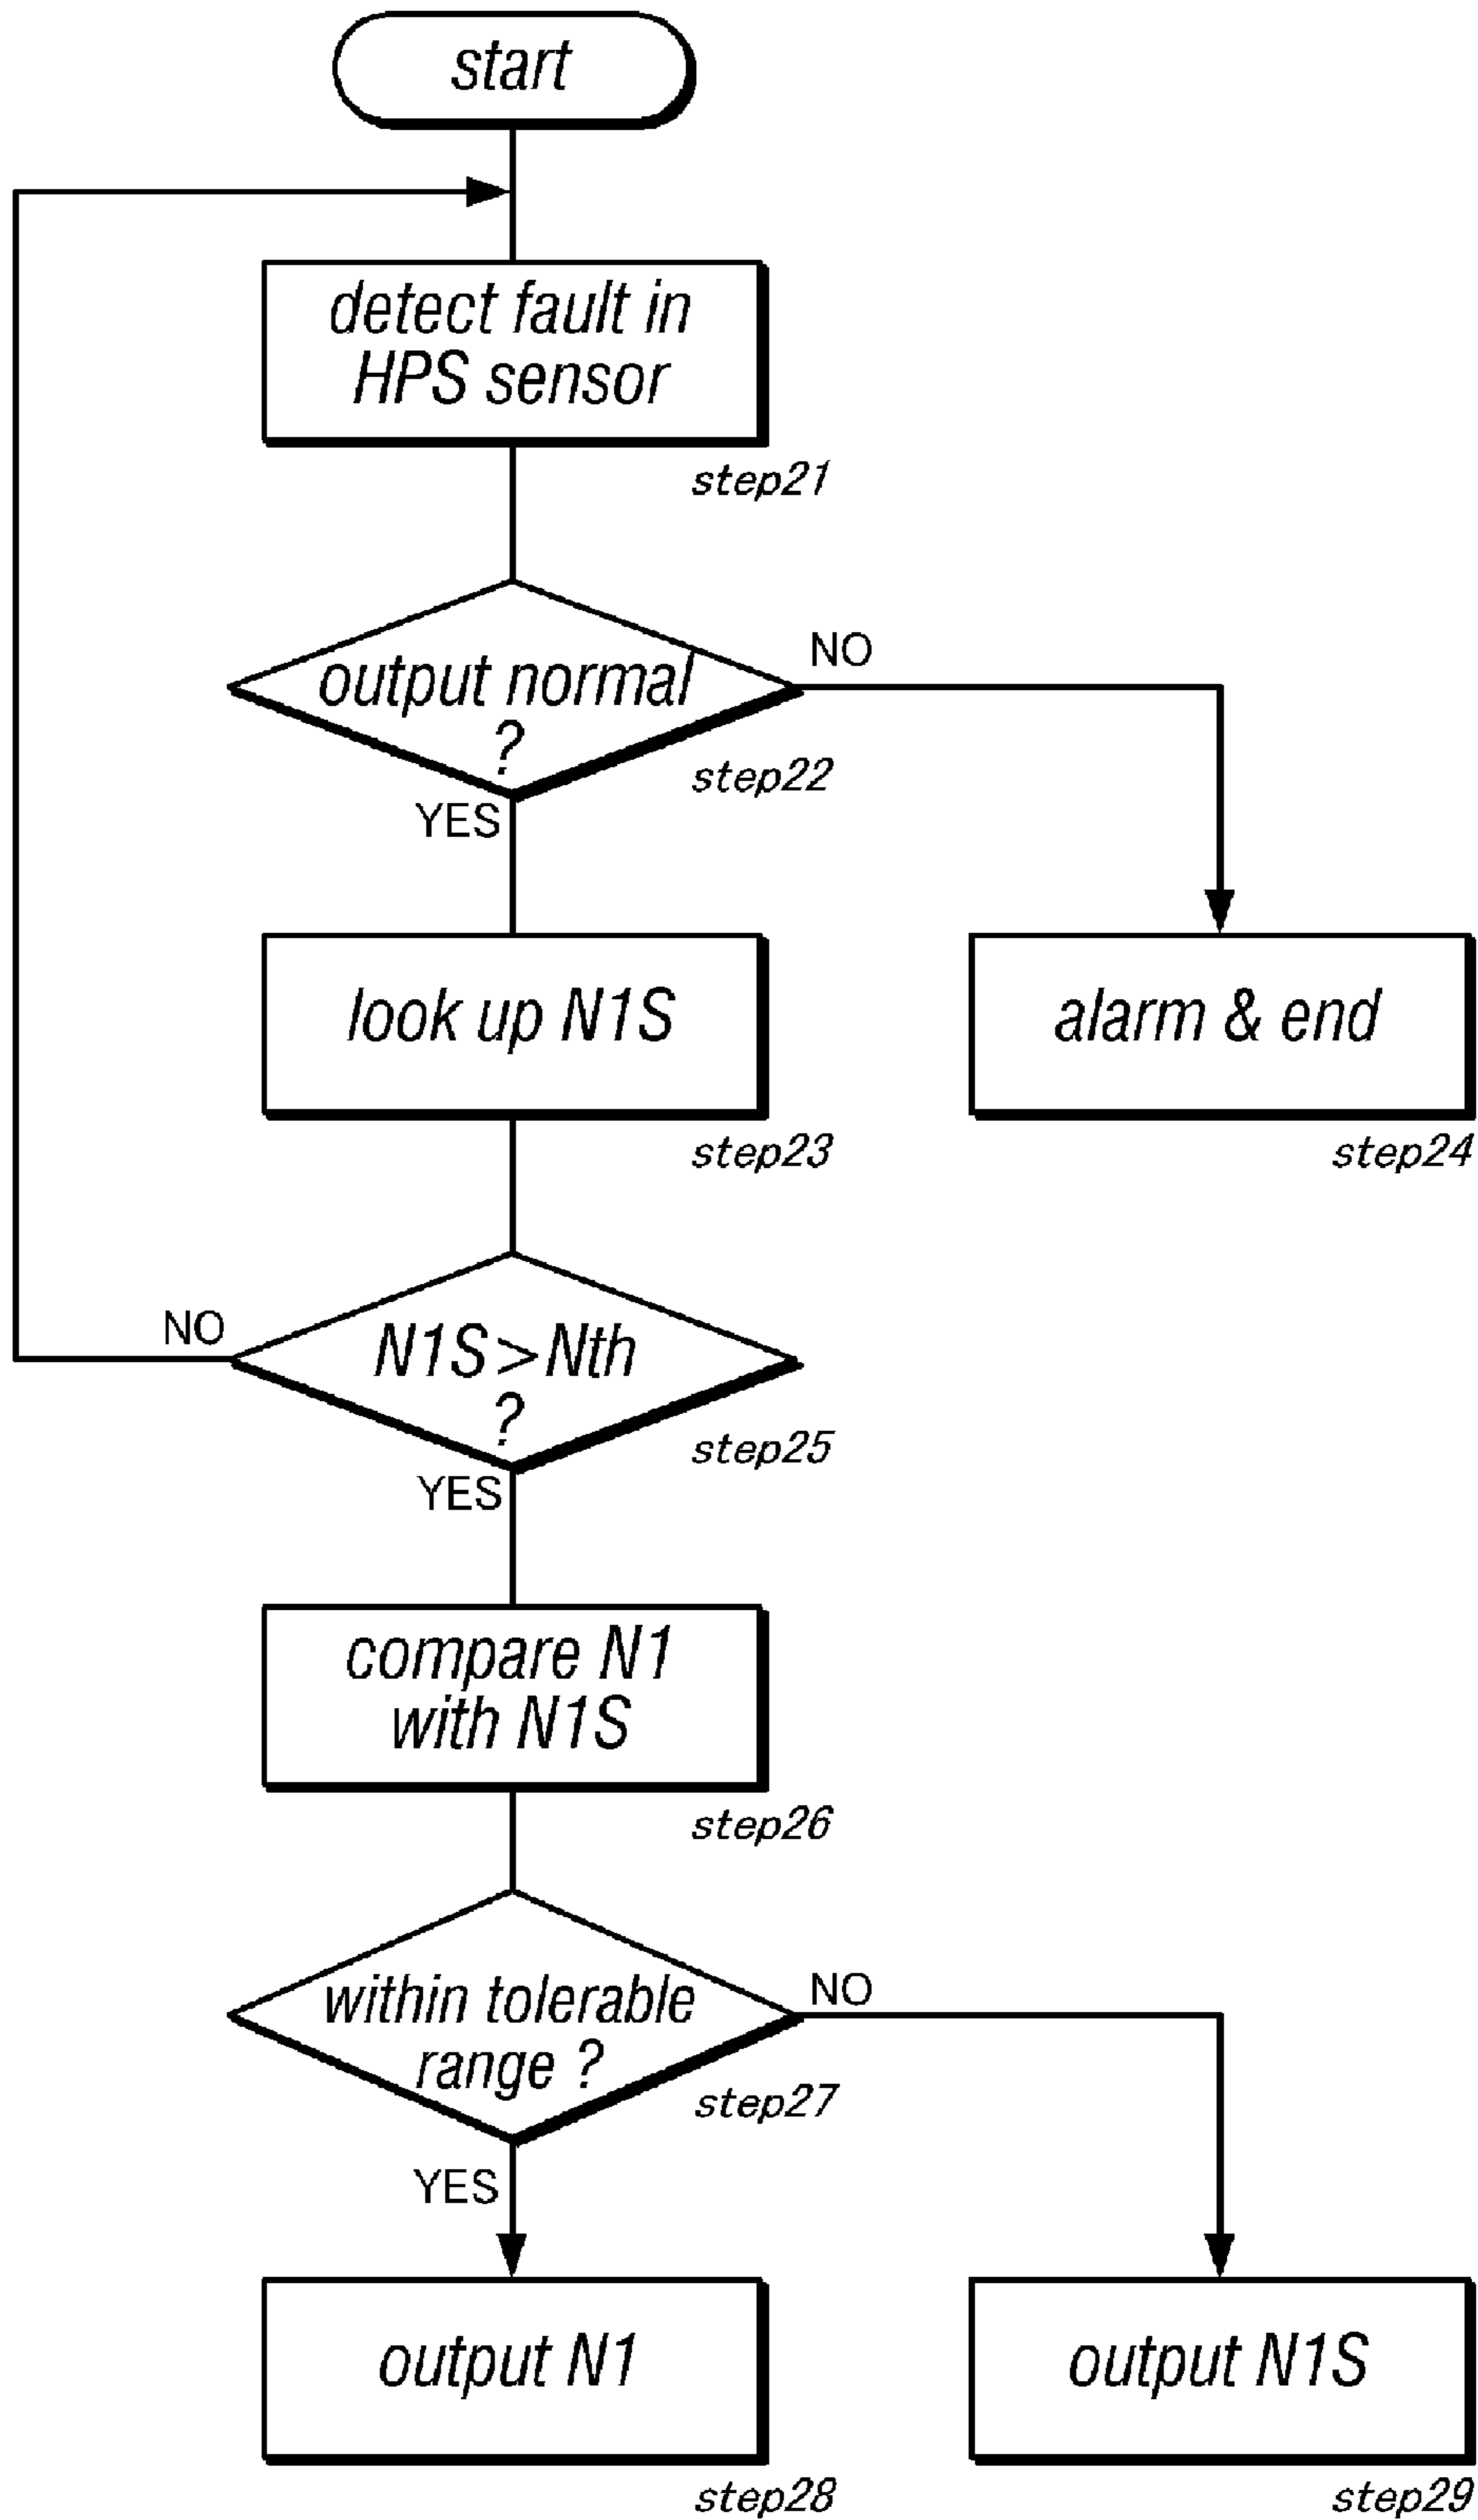 start
detect fault in
HPS sensor
step21
output normal
?
NO
step22
YES
look up N1S
step23
alarm & end
step24
N1S>Nth
?
NO
step25
YES
compare N1
with N1S
step26
within tolerable
range ?
NO
step27
YES
output N1
step28
output N1S
step29